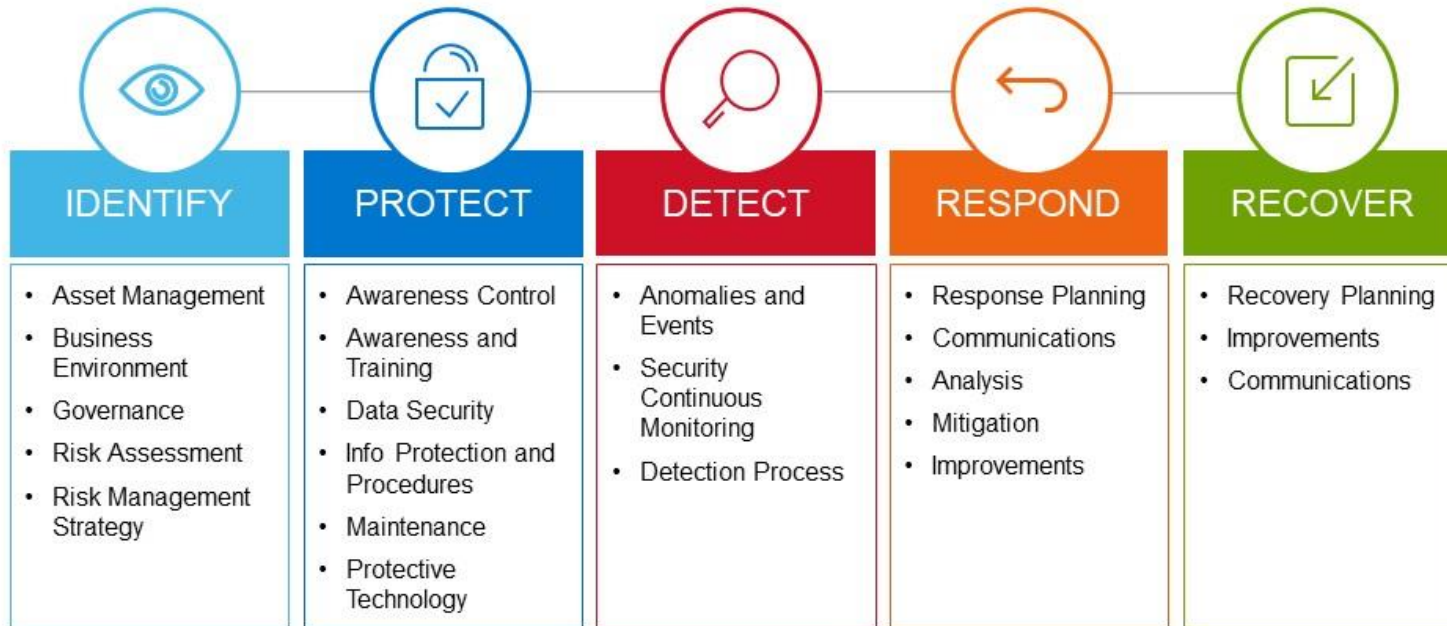 IDENTIFY
PROTECT
DETECT
RESPOND
RECOVER
• Asset Management
• Business
Environment
• Governance
• Risk Assessment
• Risk Management
Strategy
• Awareness Control
• Awareness and
Training
• Data Security
• Info Protection and
Procedures
• Maintenance
• Protective
Technology
• Anomalies and
Events
• Security
Continuous
Monitoring
• Detection Process
• Response Planning
• Communications
• Analysis
• Mitigation
• Improvements
• Recovery Planning
• Improvements
• Communications